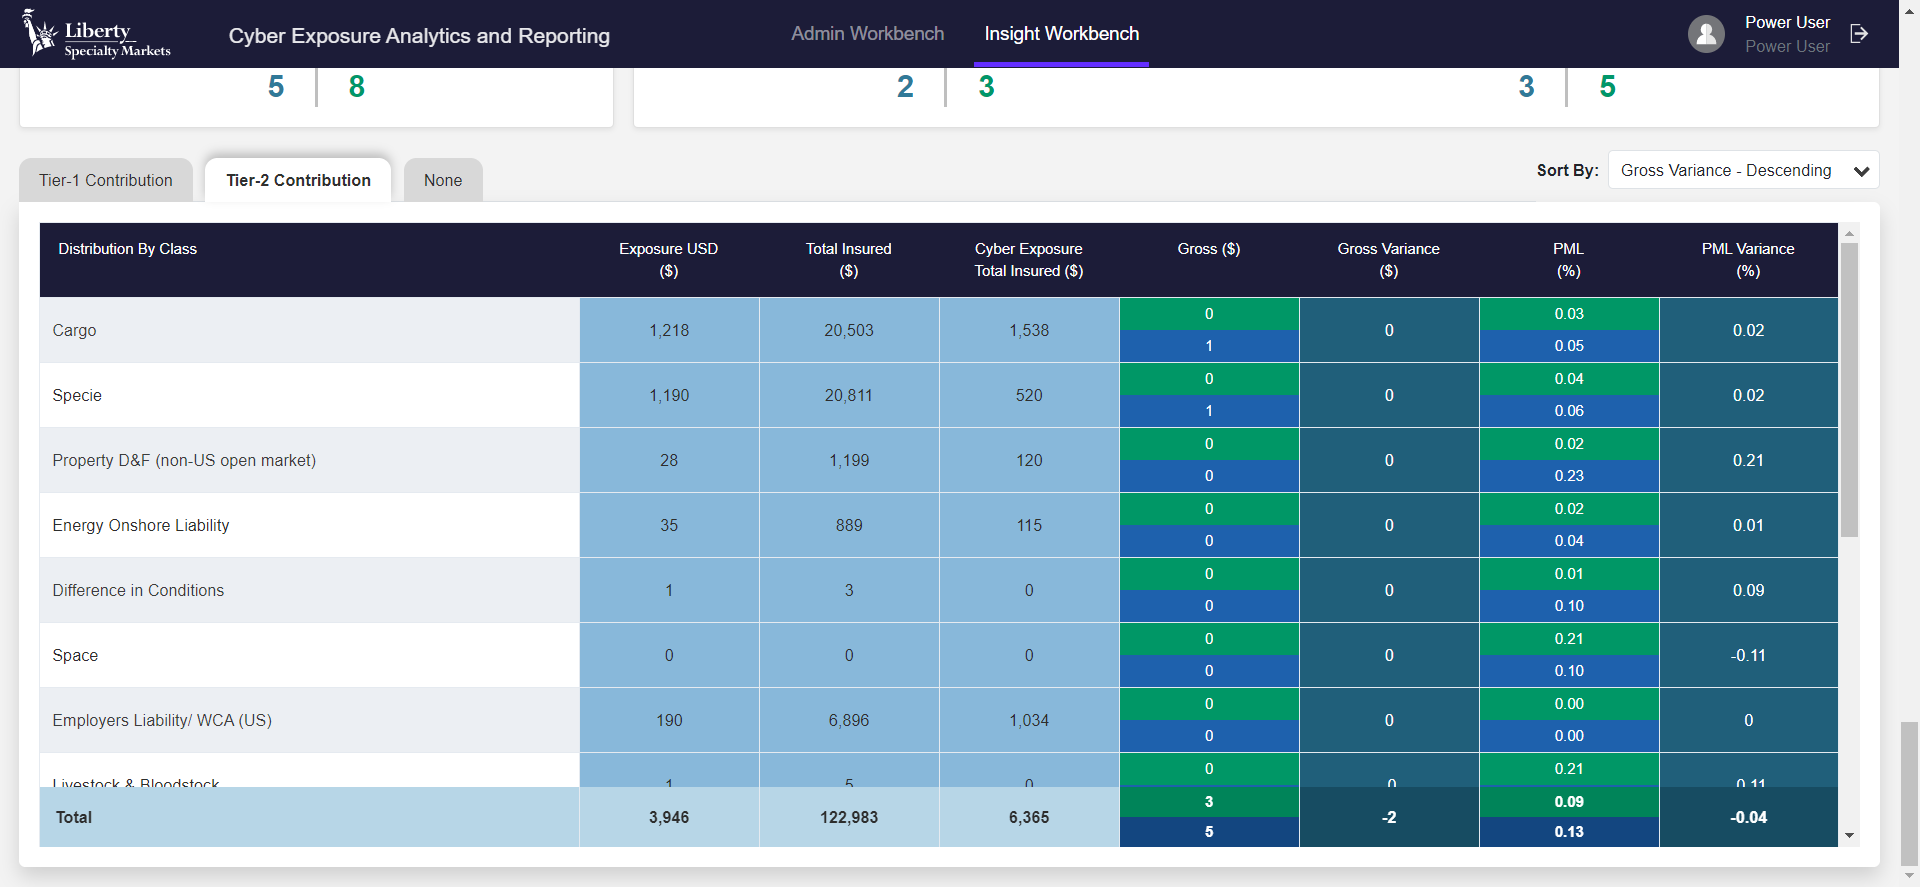 Liberty
Specialty Markets
Cyber Exposure Analytics and Reporting
Admin Workbench
Insight Workbench
Power User
Power User
5 8
2 3
3 5
Tier-1 Contribution
Tier-2 Contribution
None
Sort By:
Gross Variance - Descending
Distribution By Class
Exposure USD
($)
Total Insured
($)
Cyber Exposure
Total Insured ($)
Gross ($)
Gross Variance
($)
PML
(%)
PML Variance
(%)
Cargo 1,218 20,503 1,538 0 1 0 0.03 0.05 0.02
Specie 1,190 20,811 520 0 1 0 0.04 0.06 0.02
Property D&F (non-US open market) 28 1,199 120 0 0 0 0.02 0.23 0.21
Energy Onshore Liability 35 889 115 0 0 0 0.02 0.04 0.01
Difference in Conditions 1 3 0 0 0 0 0.01 0.10 0.09
Space 0 0 0 0 0 0 0.21 0.10 -0.11
Employers Liability/ WCA (US) 190 6,896 1,034 0 0 0 0.00 0.00 0
Livestock & Bloodstock 1 5 0 0 0 0.21
Total 3,946 122,983 6,365 3 5 -2 0.09 0.13 -0.04